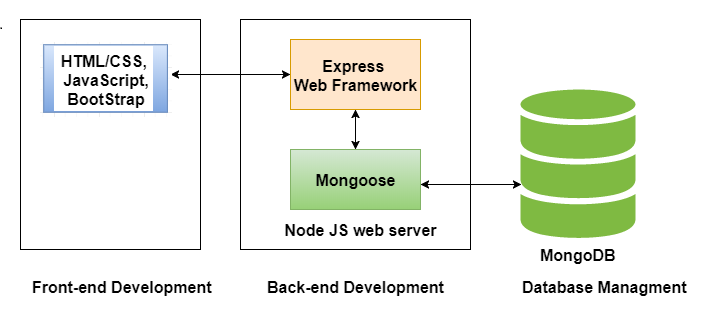 HTML/CSS,
JavaScript,
BootStrap
Express
Web Framework
Mongoose
Node JS web server
MongoDB
Front-end Development
Back-end Development
Database Managment